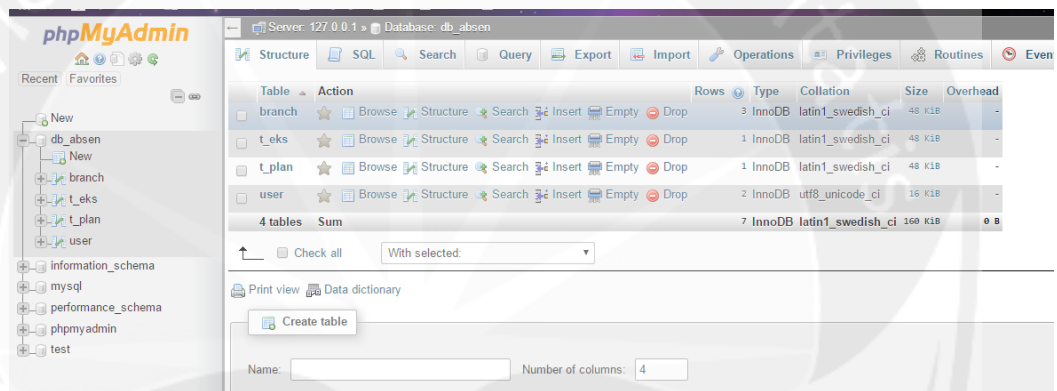 phpMyAdmin
Recent Favorites
New
db_absen
New
branch
t_eks
t_plan
user
information_schema
mysql
performance_schema
phpmyadmin
test
Server: 127.0.0.1 » Database: db_absen
Structure SQL Search Query Export Import Operations Privileges Routines Even
Table Action Rows Type Collation Size Overhead
branch Browse Structure Search Insert Empty Drop 3 InnoDB latin1_swedish_ci 48 KiB -
t_eks Browse Structure Search Insert Empty Drop 1 InnoDB latin1_swedish_ci 48 KiB -
t_plan Browse Structure Search Insert Empty Drop 1 InnoDB latin1_swedish_ci 48 KiB -
user Browse Structure Search Insert Empty Drop 2 InnoDB utf8_unicode_ci 16 KiB -
4 tables Sum 7 InnoDB latin1_swedish_ci 160 KiB 0 B
Check all With selected:
Print view Data dictionary
Create table
Name: Number of columns: 4